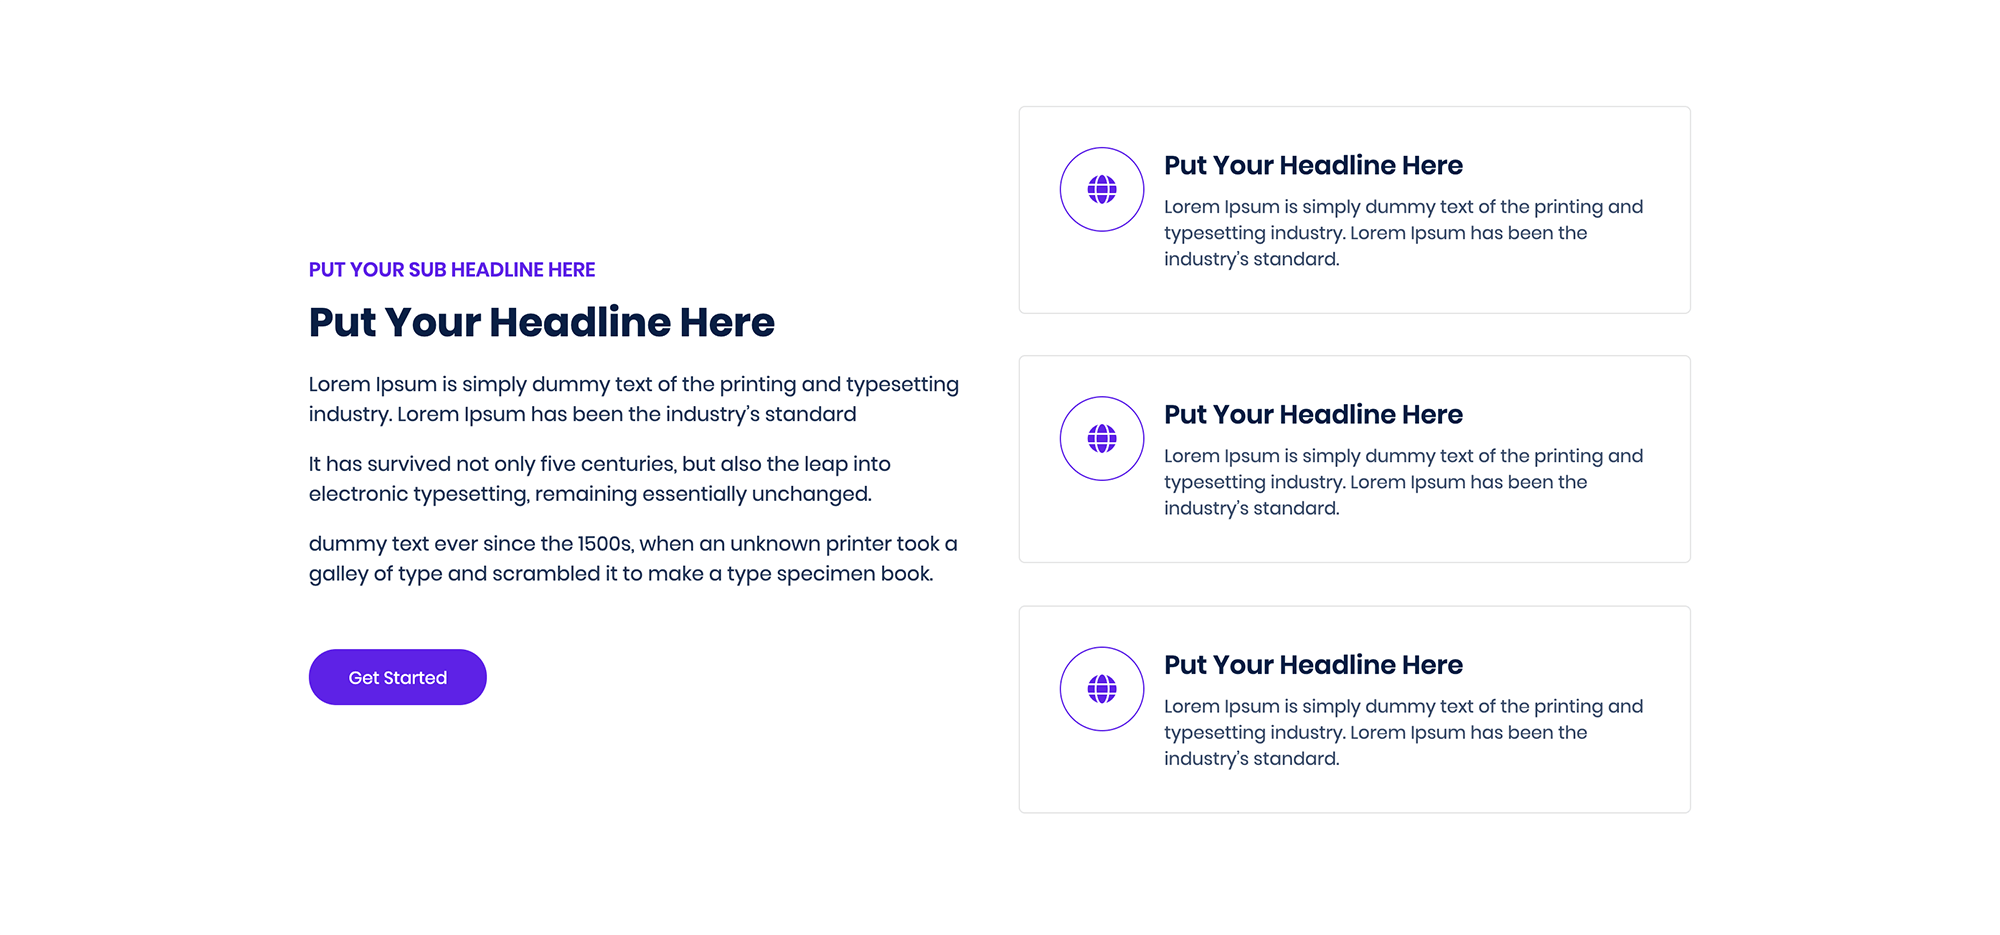 PUT YOUR SUB HEADLINE HERE
Put Your Headline Here
Lorem Ipsum is simply dummy text of the printing and typesetting
industry. Lorem Ipsum has been the industry’s standard
It has survived not only five centuries, but also the leap into
electronic typesetting, remaining essentially unchanged.
dummy text ever since the 1500s, when an unknown printer took a
galley of type and scrambled it to make a type specimen book.
Get Started
Put Your Headline Here
Lorem Ipsum is simply dummy text of the printing and
typesetting industry. Lorem Ipsum has been the
industry’s standard.
Put Your Headline Here
Lorem Ipsum is simply dummy text of the printing and
typesetting industry. Lorem Ipsum has been the
industry’s standard.
Put Your Headline Here
Lorem Ipsum is simply dummy text of the printing and
typesetting industry. Lorem Ipsum has been the
industry’s standard.